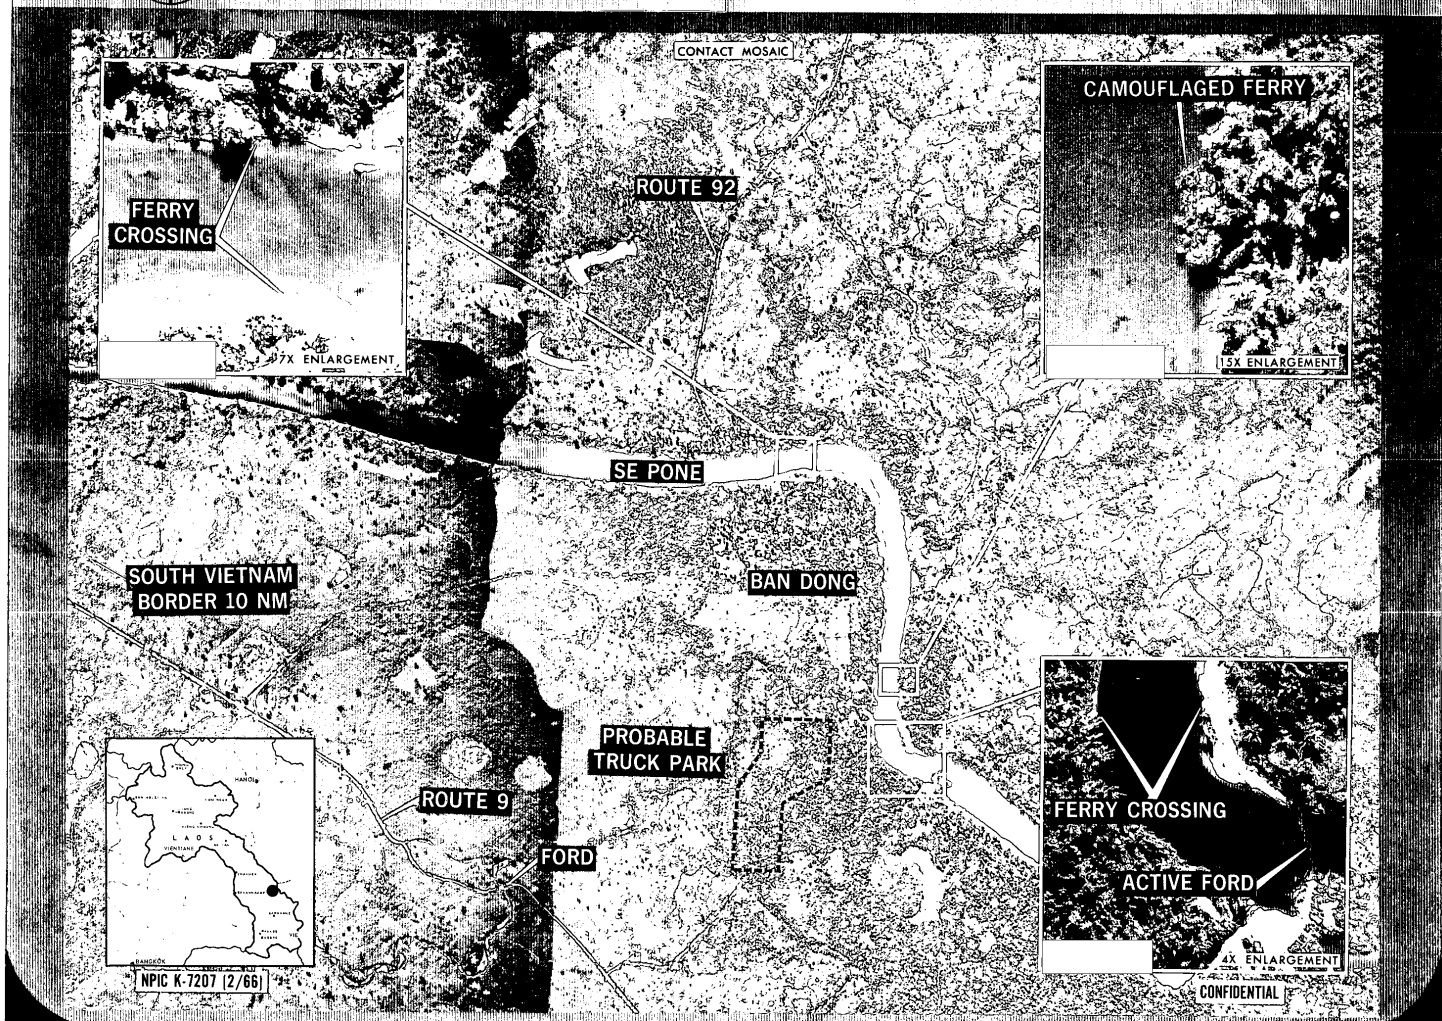 CONTACT MOSAIC
CAMOUFLAGED FERRY
ROUTE 92
FERRY
CROSSING
7X ENLARGEMENT
15X ENLARGEMENT
SE PONE
SOUTH VIETNAM
BORDER 10 NM
BAN DONG
PROBABLE
TRUCK PARK
ROUTE 9
FORD
FERRY CROSSING
ACTIVE FORD
4X ENLARGEMENT
HANOI
LAOS
VIENTIANE
BANGKOK
NPIC K-7207 (2/66)
CONFIDENTIAL